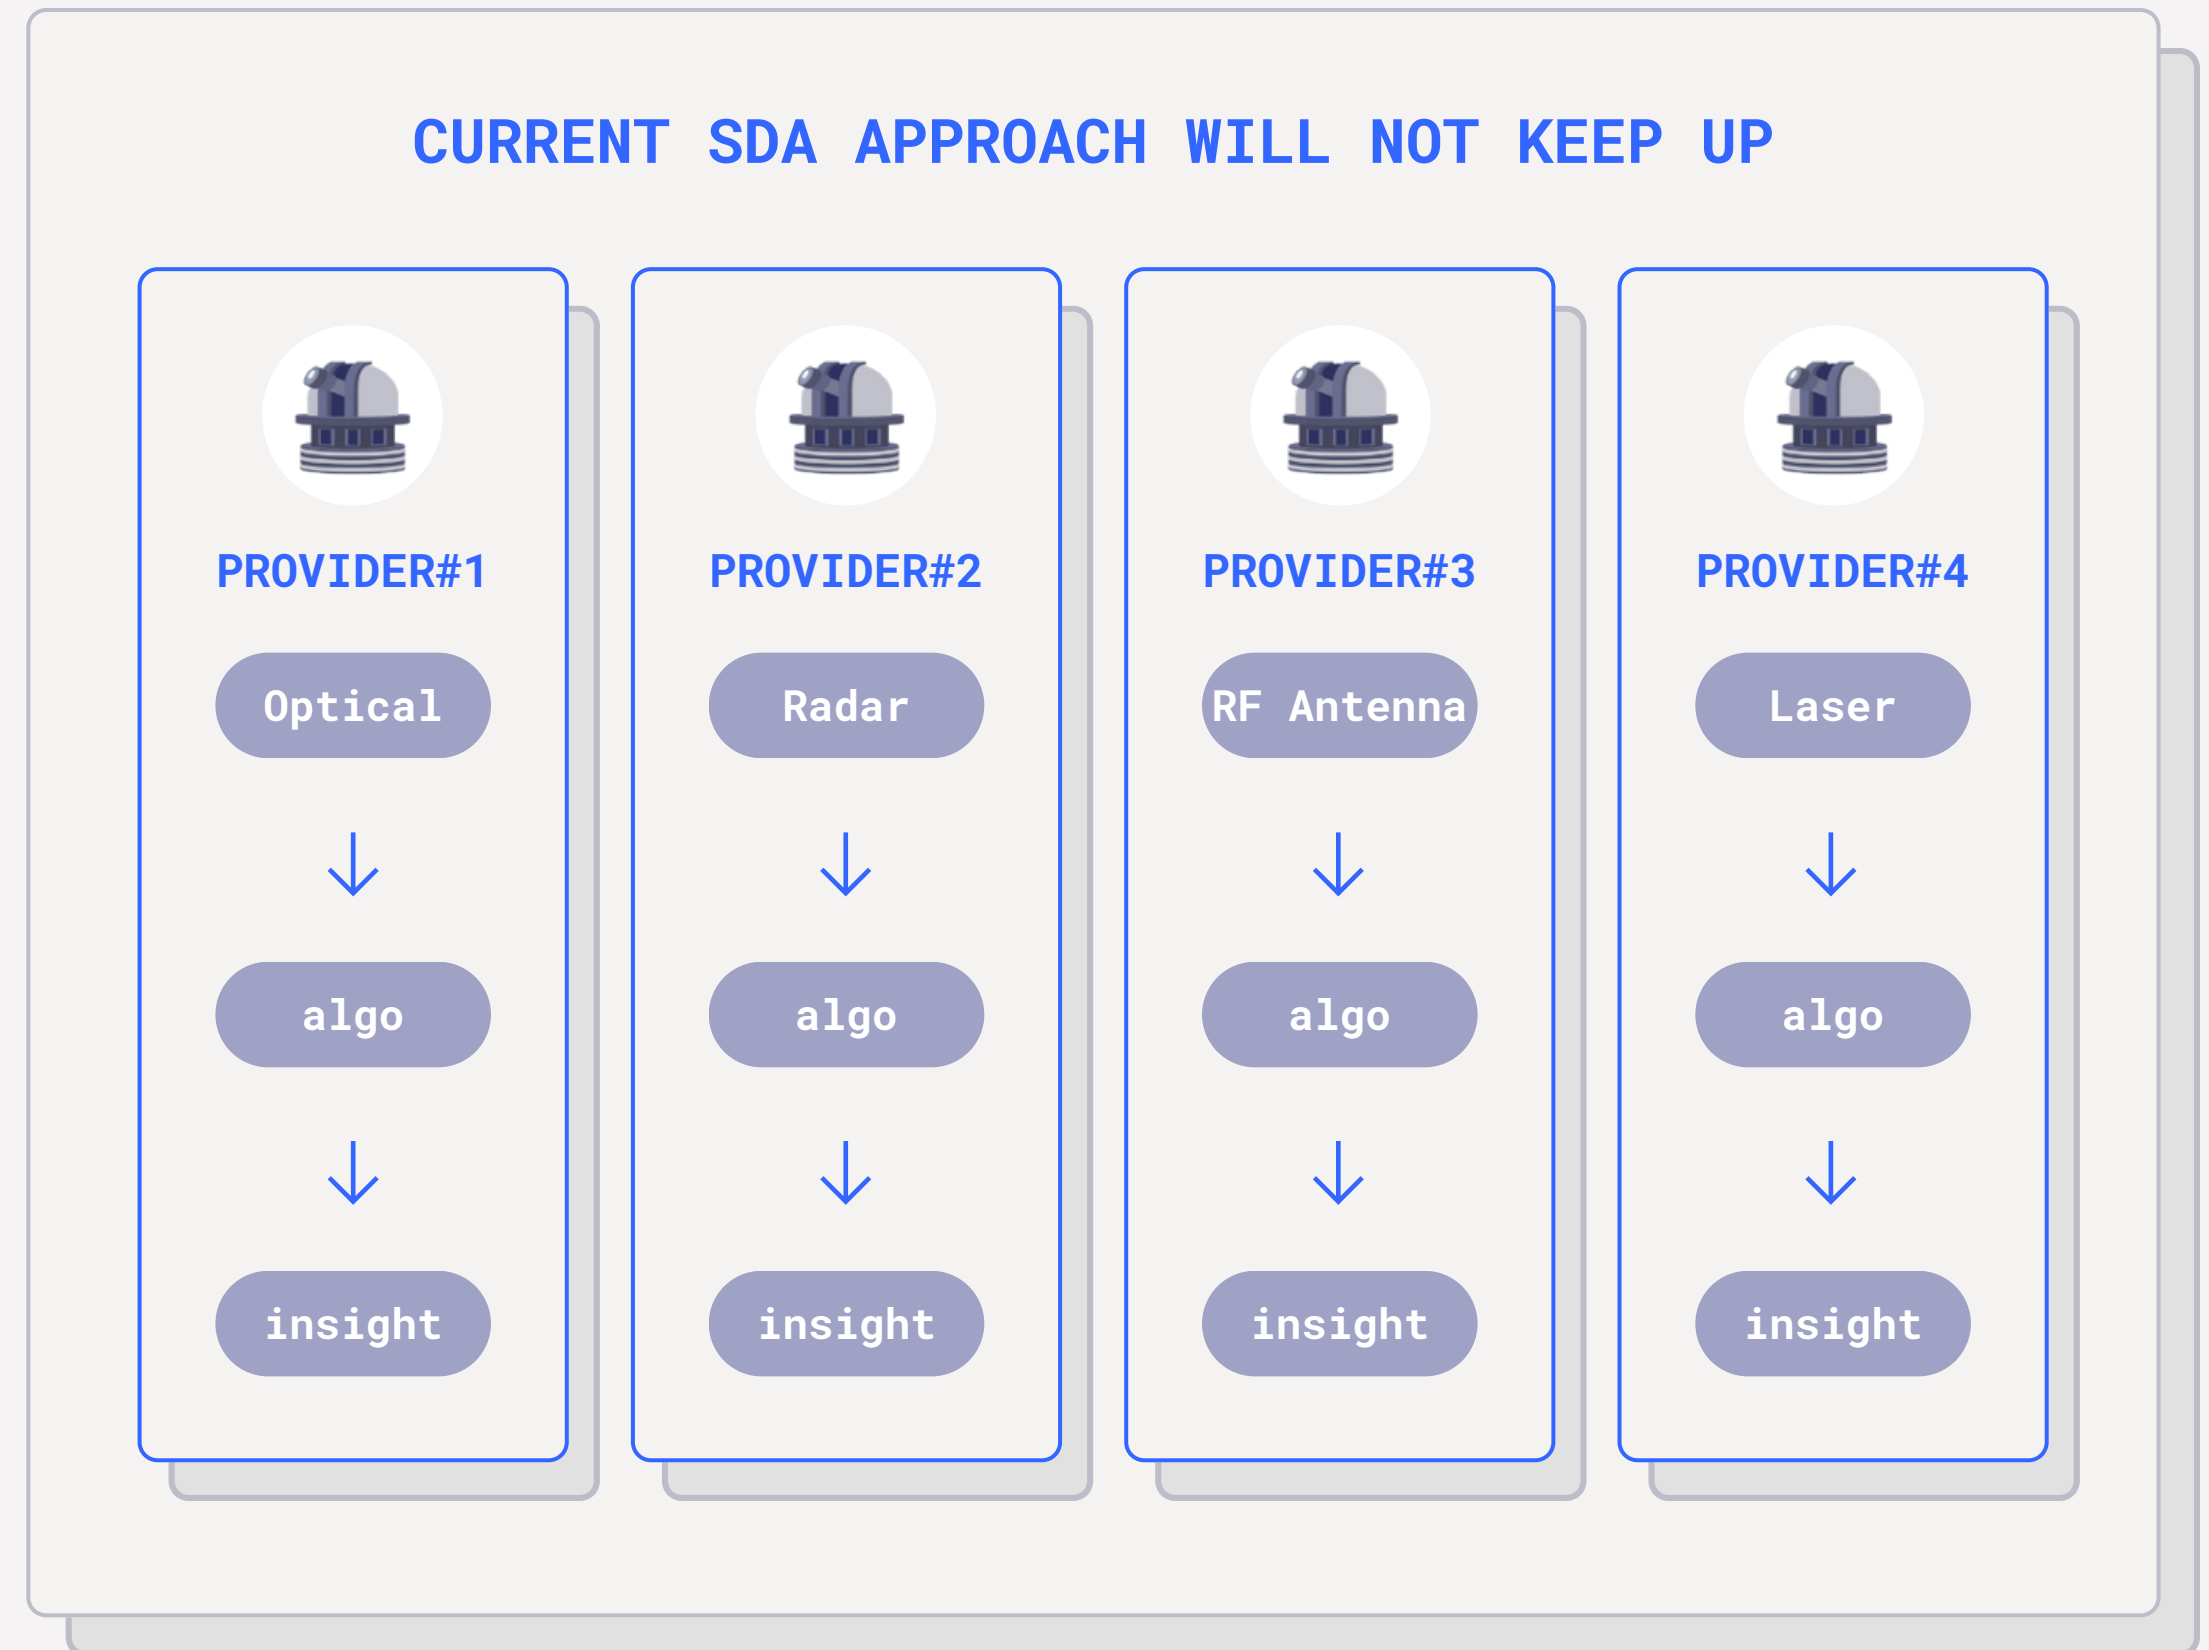 CURRENT SDA APPROACH WILL NOT KEEP UP
PROVIDER#1
Optical
algo
insight
PROVIDER#2
Radar
algo
insight
PROVIDER#3
RF Antenna
algo
insight
PROVIDER#4
Laser
algo
insight